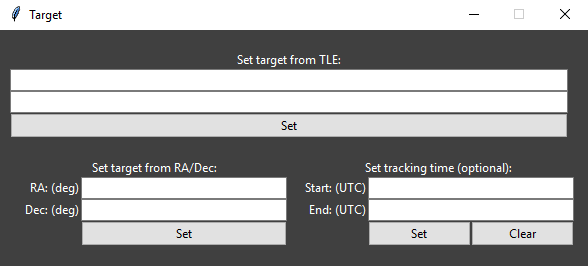 Target
Set target from TLE:
Set
Set target from RA/Dec:
RA: (deg)
Dec: (deg)
Set
Set tracking time (optional):
Start: (UTC)
End: (UTC)
Set Clear